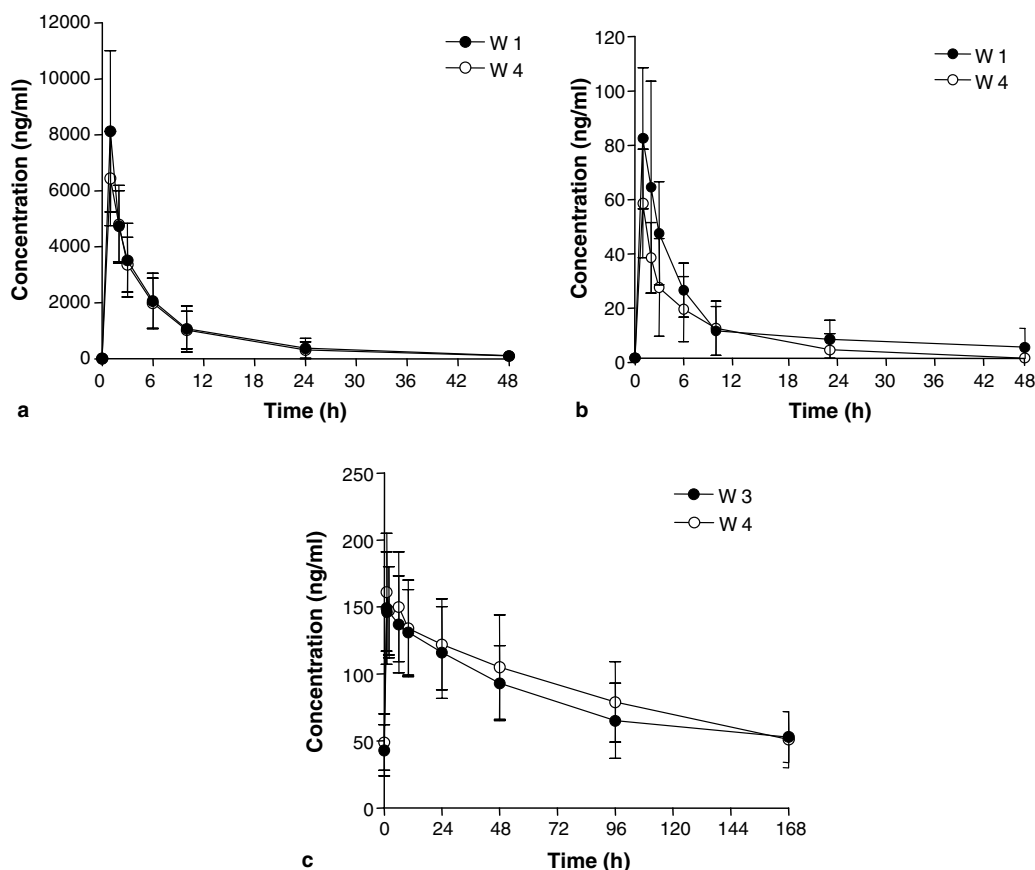 12000
10000
8000
6000
4000
2000
0
Concentration (ng/ml)
W 1
W 4
0 6 12 18 24 30 36 42 48
Time (h)
a
120
100
80
60
40
20
0
Concentration (ng/ml)
W 1
W 4
0 6 12 18 24 30 36 42 48
Time (h)
b
250
200
150
100
50
0
Concentration (ng/ml)
W 3
W 4
0 24 48 72 96 120 144 168
Time (h)
c